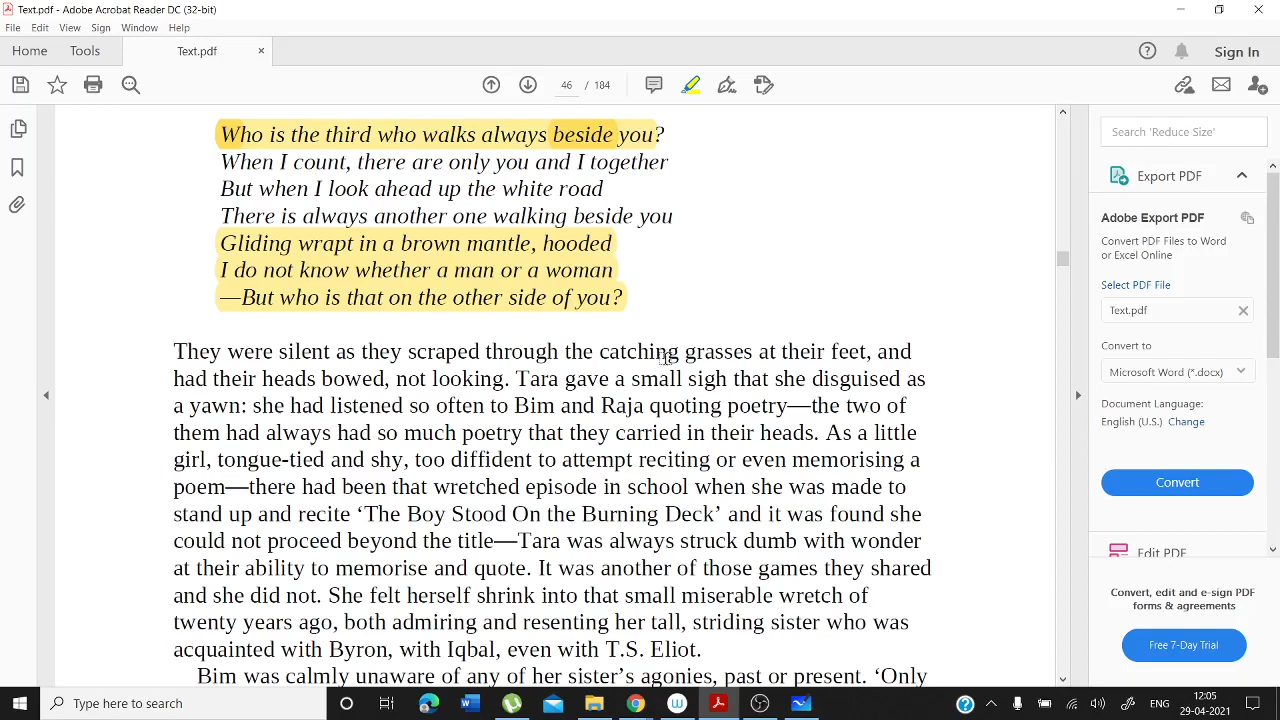 Text.pdf - Adobe Acrobat Reader DC (32-bit)
File Edit View Sign Window Help
Home Tools Text.pdf × Sign In
46 / 184
Who is the third who walks always beside you?
When I count, there are only you and I together
But when I look ahead up the white road
There is always another one walking beside you
Gliding wrapt in a brown mantle, hooded
I do not know whether a man or a woman
—But who is that on the other side of you?
They were silent as they scraped through the catching grasses at their feet, and
had their heads bowed, not looking. Tara gave a small sigh that she disguised as
a yawn: she had listened so often to Bim and Raja quoting poetry—the two of
them had always had so much poetry that they carried in their heads. As a little
girl, tongue-tied and shy, too diffident to attempt reciting or even memorising a
poem—there had been that wretched episode in school when she was made to
stand up and recite ‘The Boy Stood On the Burning Deck’ and it was found she
could not proceed beyond the title—Tara was always struck dumb with wonder
at their ability to memorise and quote. It was another of those games they shared
and she did not. She felt herself shrink into that small miserable wretch of
twenty years ago, both admiring and resenting her tall, striding sister who was
acquainted with Byron, with Iqbal, even with T.S. Eliot.
Bim was calmly unaware of any of her sister’s agonies, past or present. ‘Only
Search 'Reduce Size'
Export PDF
Adobe Export PDF
Convert PDF Files to Word
or Excel Online
Select PDF File
Text.pdf
Convert to
Microsoft Word (*.docx)
Document Language:
English (U.S.) Change
Convert
Edit PDF
Convert, edit and e-sign PDF
forms & agreements
Free 7-Day Trial
Type here to search
ENG
12:05
29-04-2021